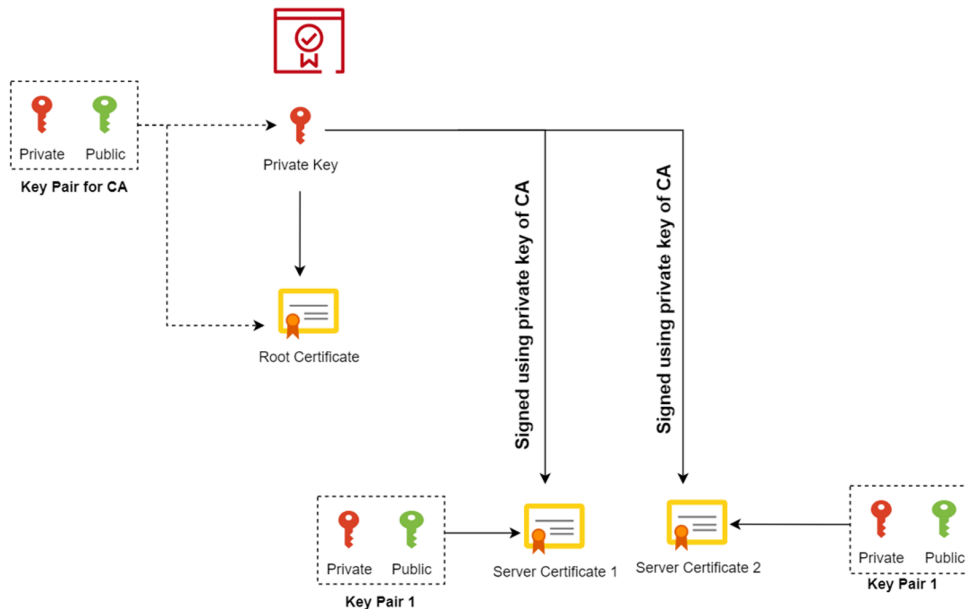 Private
Public
Key Pair for CA
Private Key
Root Certificate
Signed using private key of CA
Signed using private key of CA
Private
Public
Key Pair 1
Server Certificate 1
Server Certificate 2
Private
Public
Key Pair 1